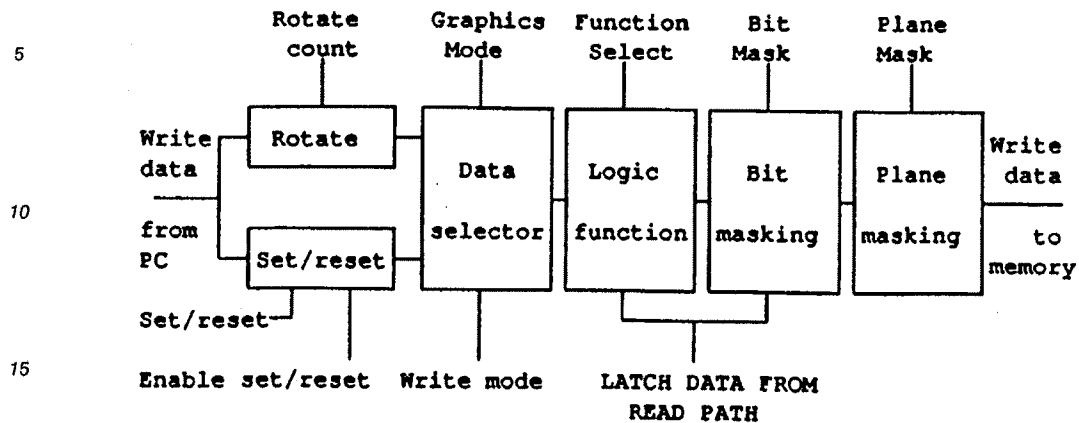 Rotate Graphics Function Bit Plane
5 count Mode Select Mask Mask
Write Rotate Write
data Data Logic Bit Plane data
10
from selector function masking masking to
PC Set/reset memory
Set/reset
15 Enable set/reset Write mode LATCH DATA FROM
READ PATH